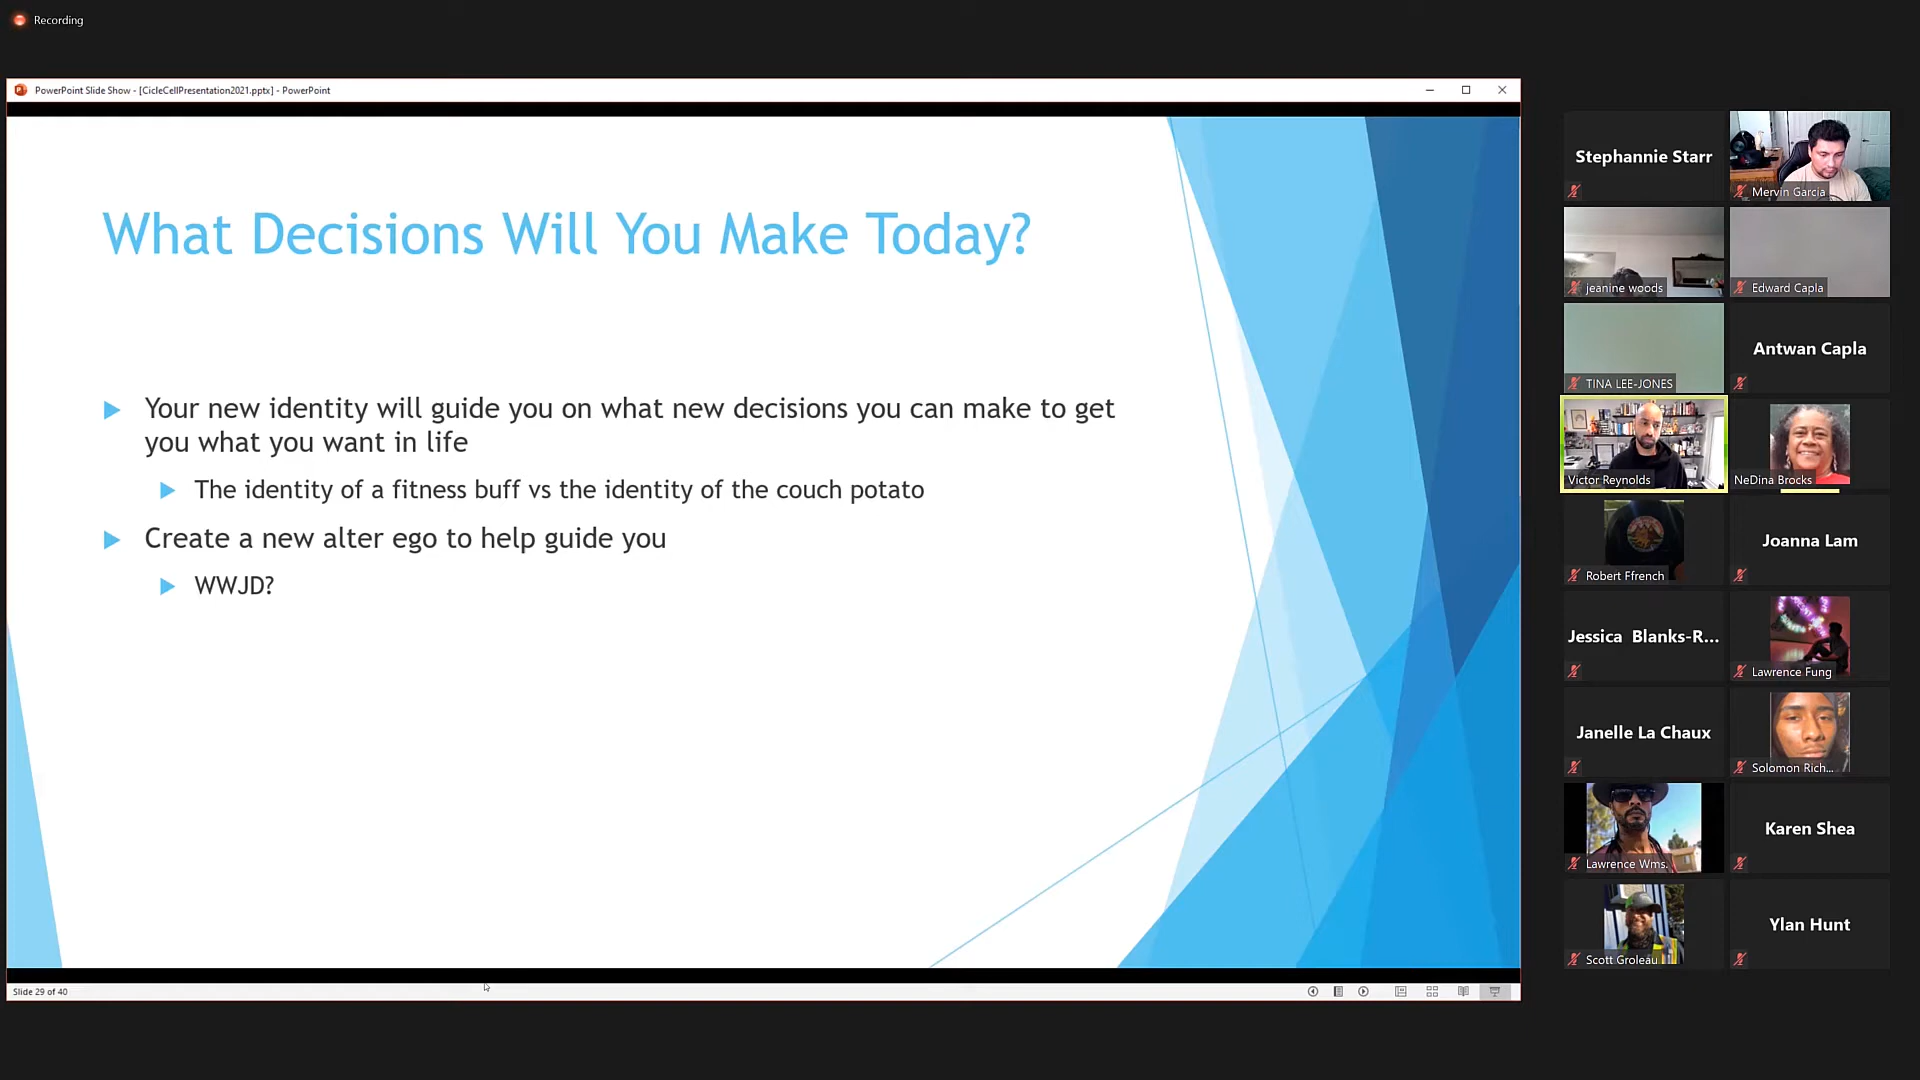 Recording
PowerPoint Slide Show - [CicleCellPresentation2021.pptx] - PowerPoint
What Decisions Will You Make Today?
Your new identity will guide you on what new decisions you can make to get
you what you want in life
The identity of a fitness buff vs the identity of the couch potato
Create a new alter ego to help guide you
WWJD?
Slide 29 of 40
Stephannie Starr
Mervin Garcia
jeanine woods
Edward Capla
TINA LEE-JONES
Antwan Capla
Victor Reynolds
NeDina Brocks
Robert Ffrench
Joanna Lam
Jessica Blanks-R...
Lawrence Fung
Janelle La Chaux
Solomon Rich...
Lawrence Wms.
Karen Shea
Scott Groleau
Ylan Hunt